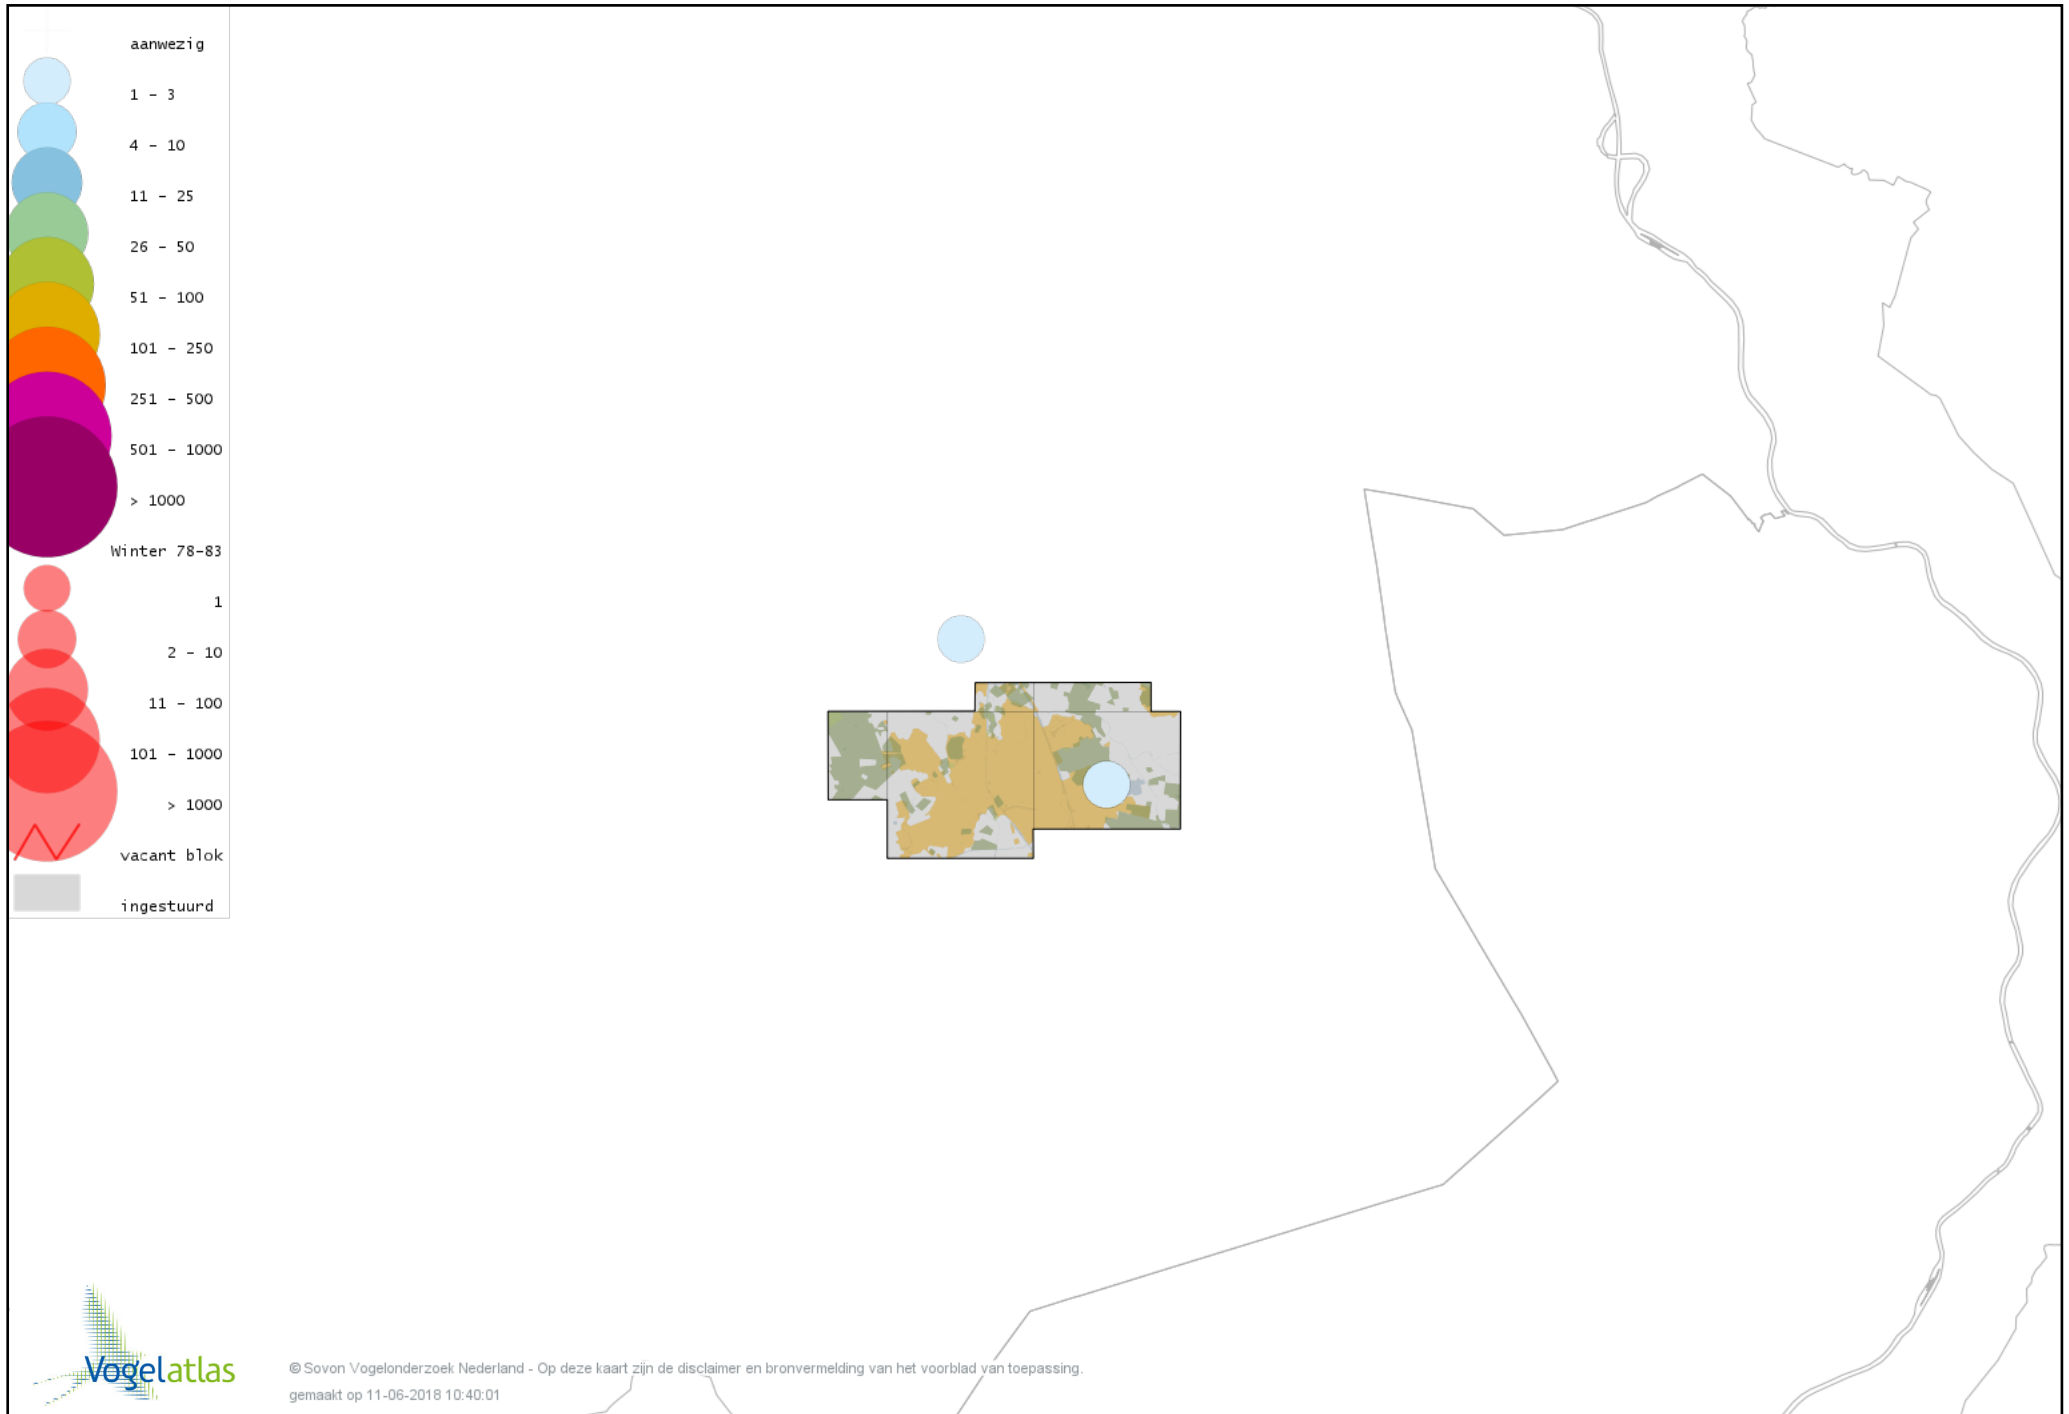 aanwezig
1 - 3
4 - 10
11 - 25
26 - 50
51 - 100
101 - 250
251 - 500
501 - 1000
> 1000
Winter 78-83
1
2 - 10
11 - 100
101 - 1000
> 1000
vacant blok
ingestuurd
Vogelatlas
© Sovon Vogelonderzoek Nederland - Op deze kaart zijn de disclaimer en bronvermelding van het voorblad van toepassing.
gemaakt op 11-06-2018 10:40:01